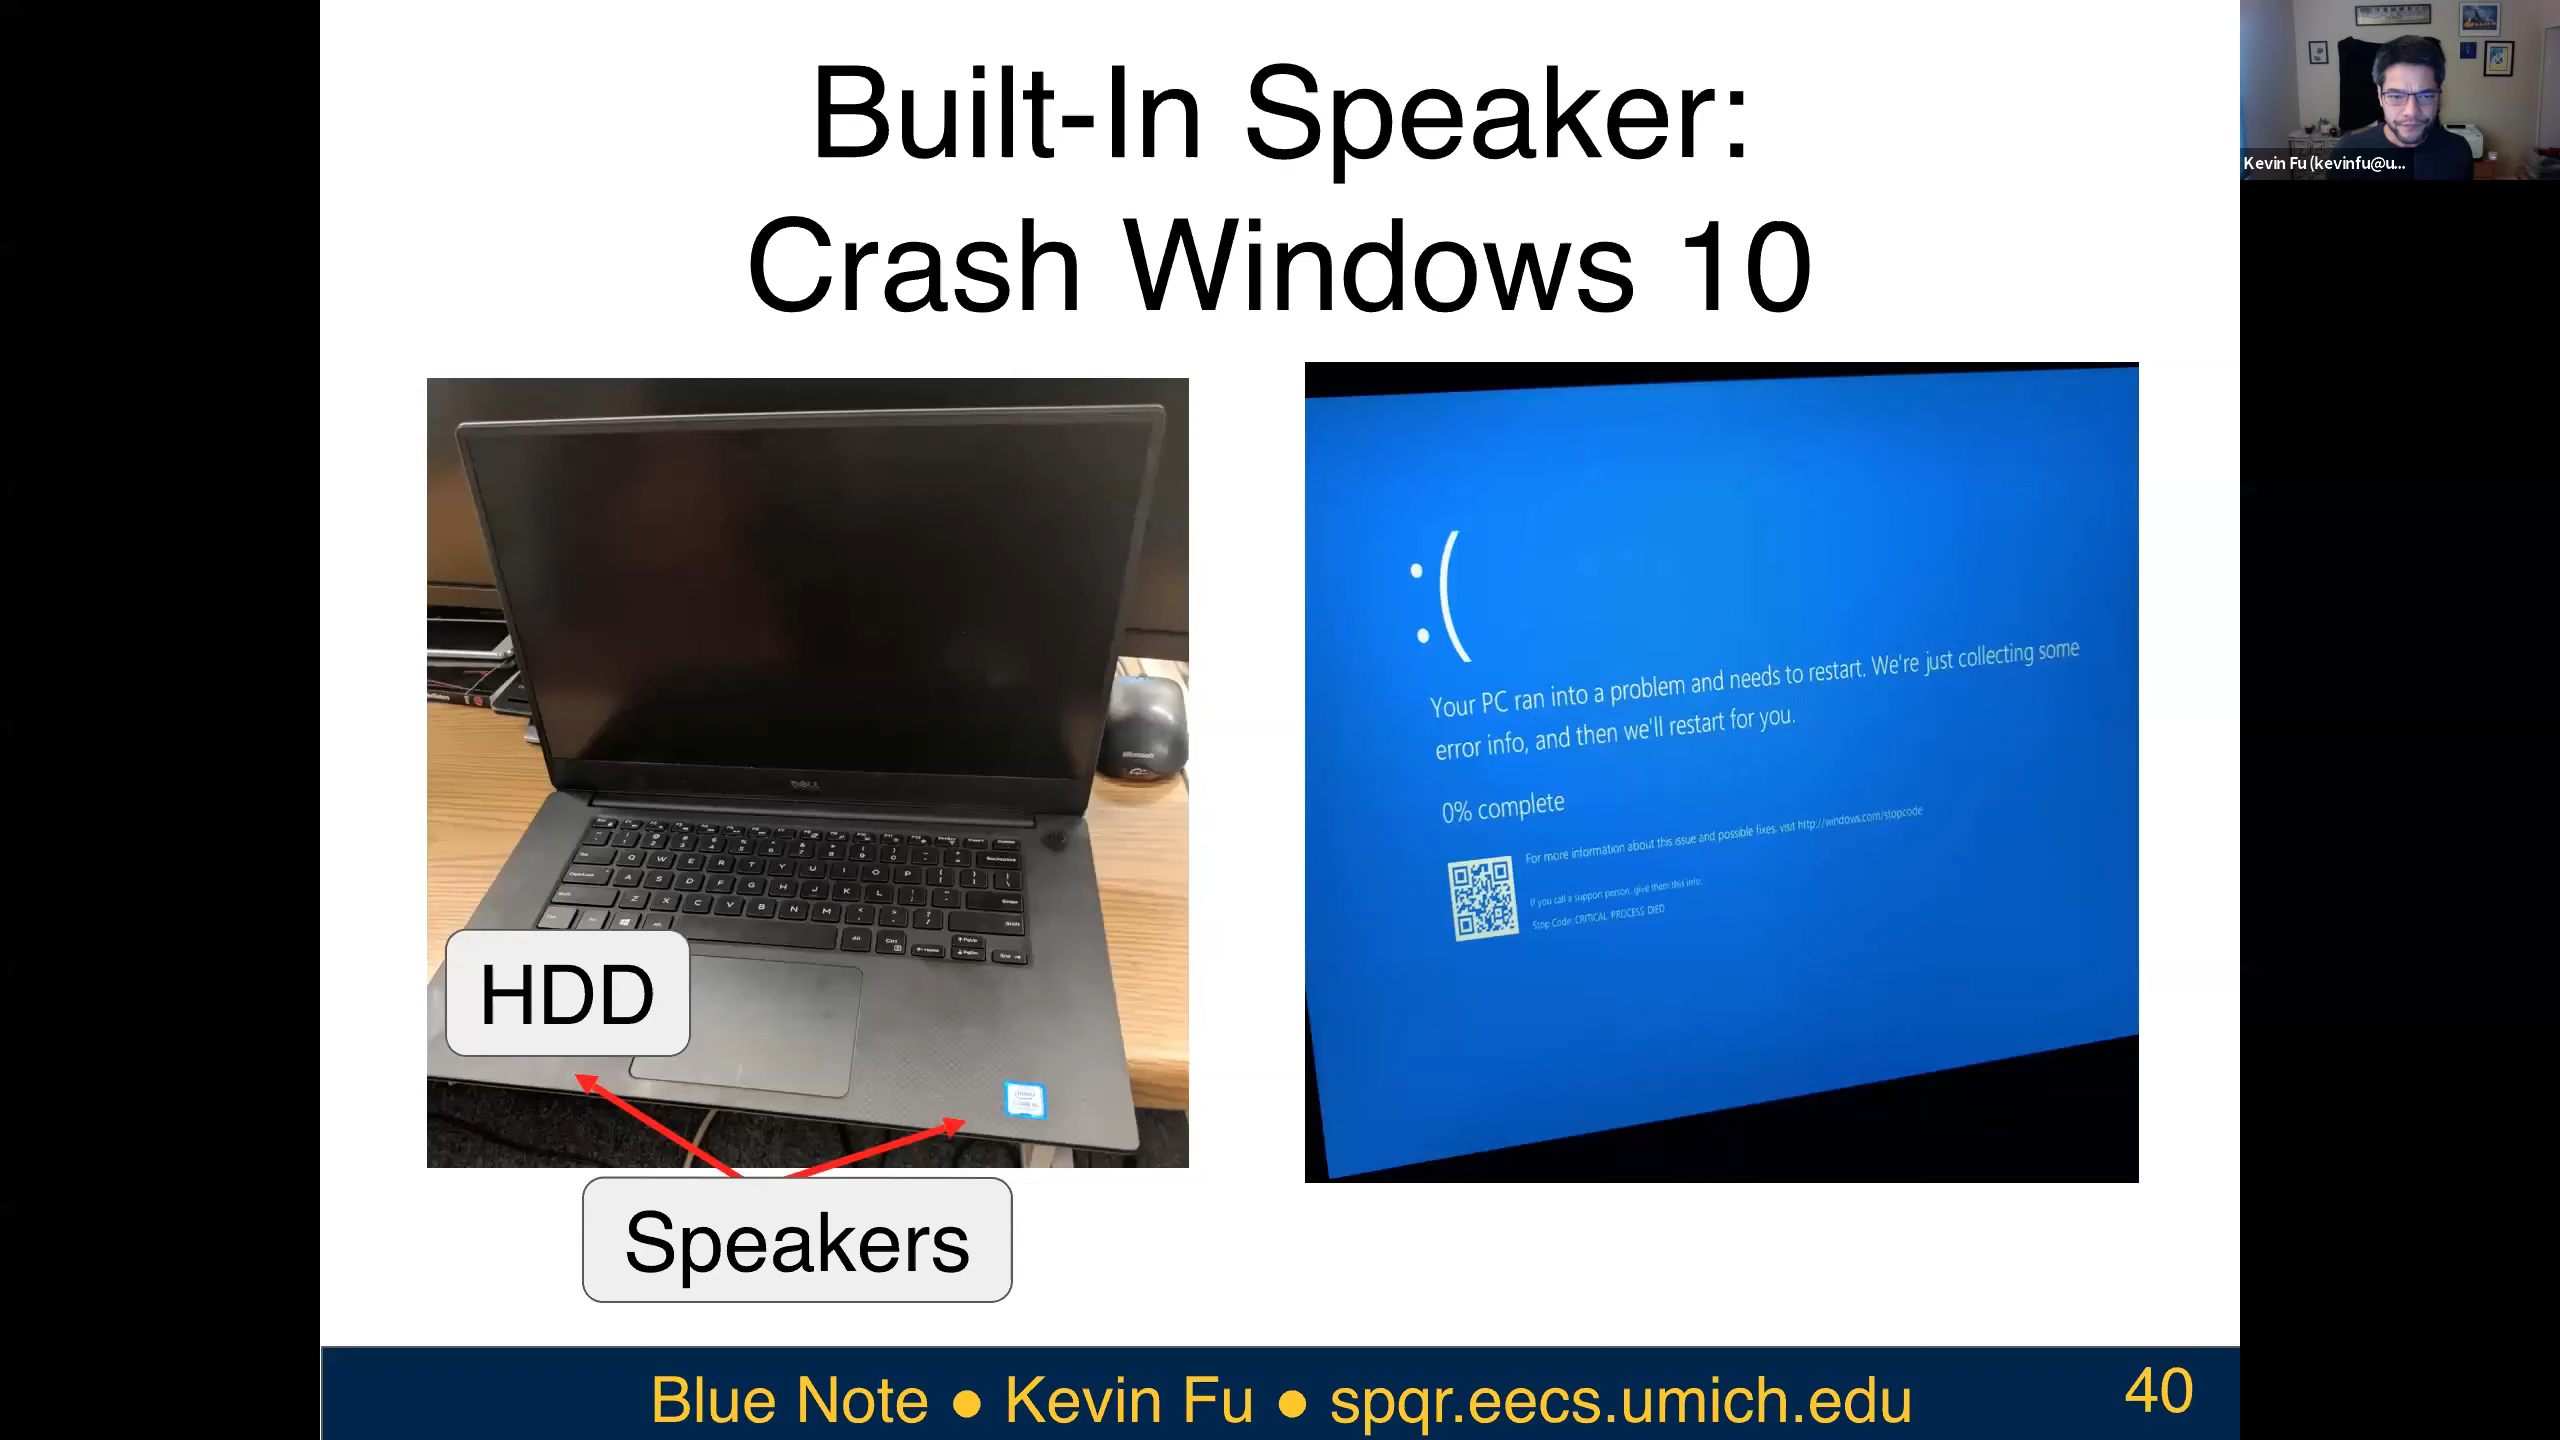 Built-In Speaker:
Crash Windows 10
Kevin Fu (kevinfu@u...
DELL
Microsoft
HDD
Speakers
:(
Your PC ran into a problem and needs to restart. We're just collecting some
error info, and then we'll restart for you.
0% complete
For more information about this issue and possible fixes, visit http://windows.com/stopcode
If you call a support person, give them this info:
Stop Code: CRITICAL PROCESS DIED
Blue Note ● Kevin Fu ● spqr.eecs.umich.edu
40